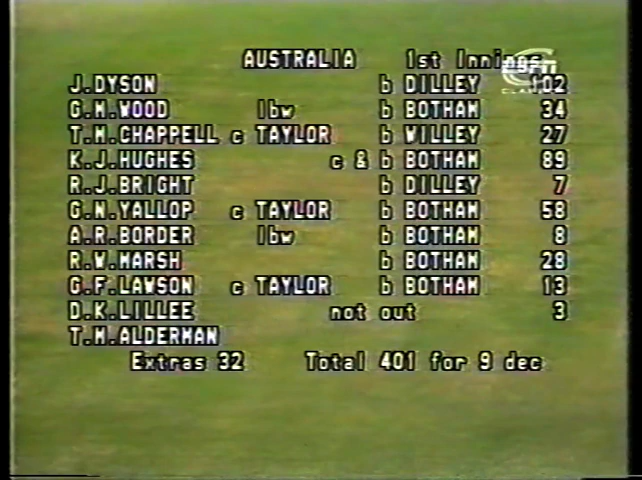 AUSTRALIA 1st Innings
ESPN
CLASSIC
J.DYSON b DILLEY 102
G.M.WOOD lbw b BOTHAM 34
T.M.CHAPPELL c TAYLOR b WILLEY 27
K.J.HUGHES c & b BOTHAM 89
R.J.BRIGHT b DILLEY 7
G.N.YALLOP c TAYLOR b BOTHAM 58
A.R.BORDER lbw b BOTHAM 8
R.W.MARSH b BOTHAM 28
G.F.LAWSON c TAYLOR b BOTHAM 13
D.K.LILLEE not out 3
T.M.ALDERMAN
Extras 32 Total 401 for 9 dec